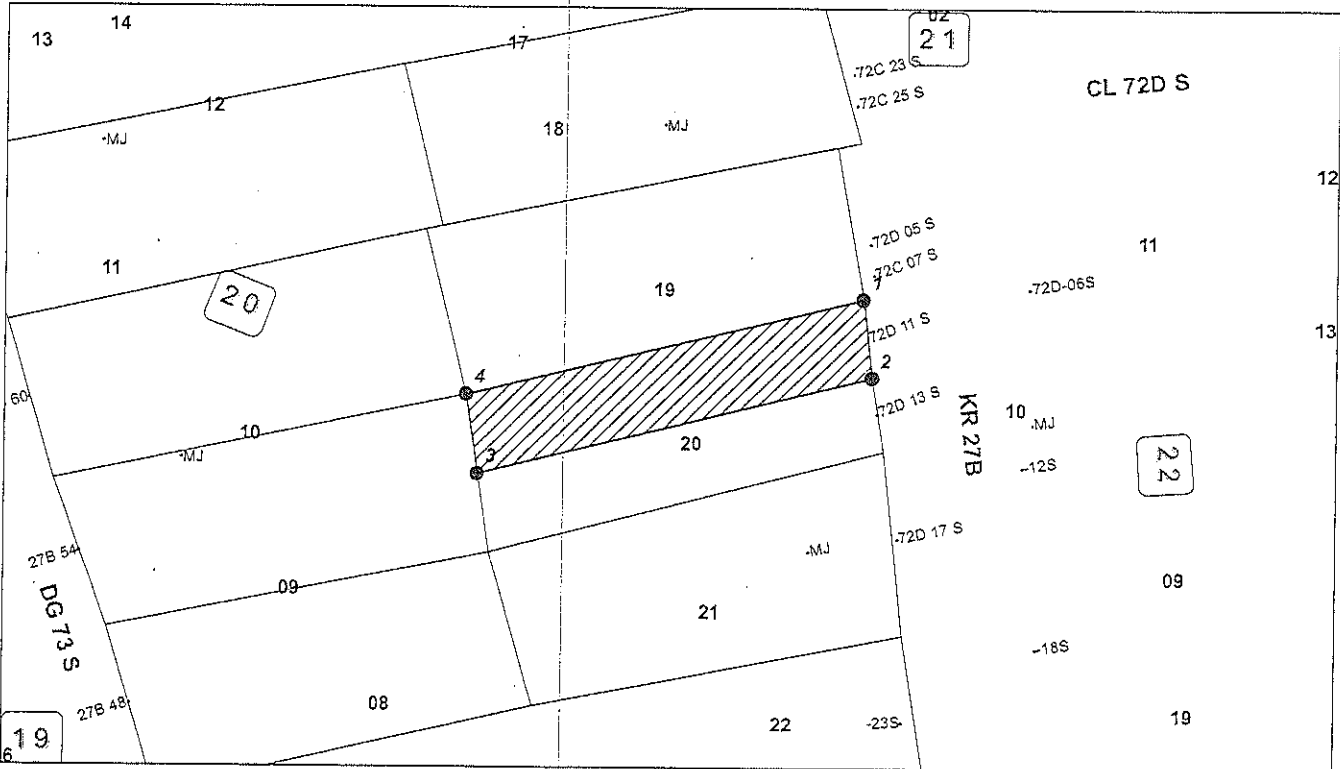 14
13
17
02
21
12
·MJ
18
·MJ
·72C 23 S
·72C 25 S
CL 72D S
12
11
20
19
·72D 05 S
·72C 07 S
1
11
·72D-06S
72D 11 S
13
4
2
60·
10
·MJ
3
20
·72D 13 S
KR 27B
10
·MJ
-12S
22
27B 54·
·MJ
·72D 17 S
09
DG 73 S
21
09
-18S
27B 48·
08
22
-23S·
19
19
6